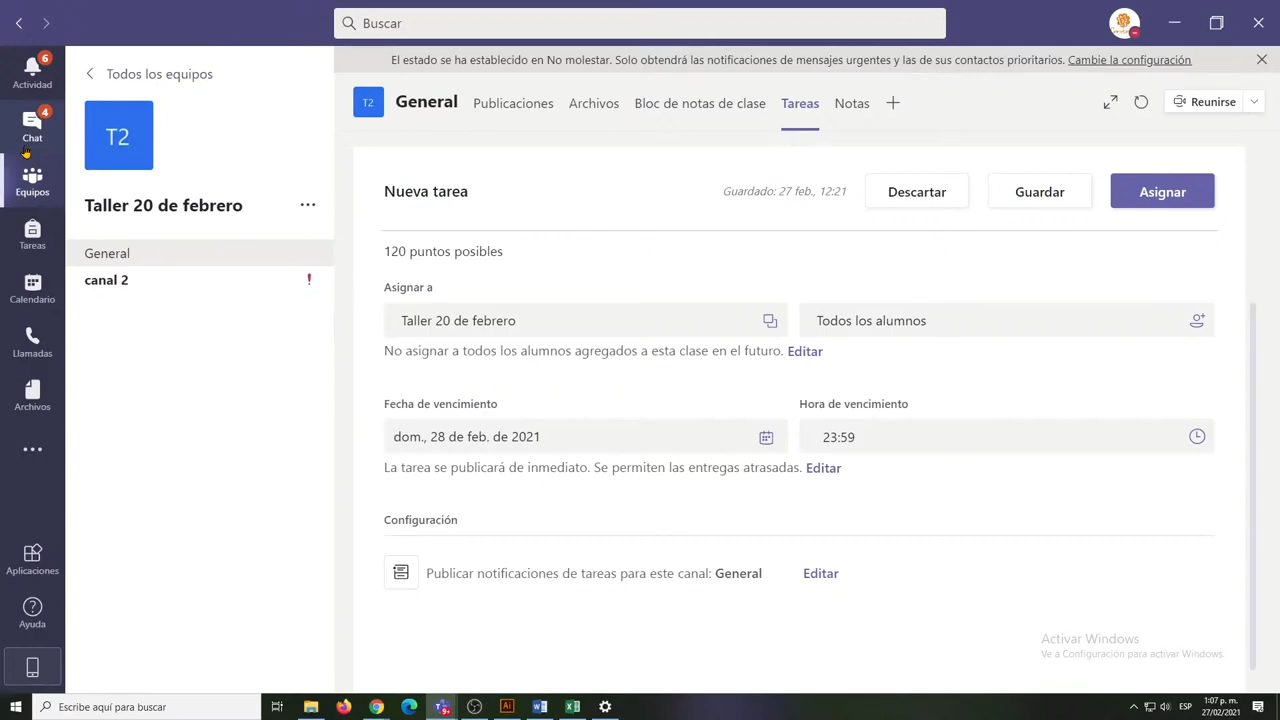 Buscar
El estado se ha establecido en No molestar. Solo obtendrá las notificaciones de mensajes urgentes y las de sus contactos prioritarios. Cambie la configuración
6
Actividad
4
Chat
Equipos
Tareas
Calendario
Llamadas
Archivos
Aplicaciones
Ayuda
Todos los equipos
T2
Taller 20 de febrero
General
canal 2
!
T2
General
Publicaciones
Archivos
Bloc de notas de clase
Tareas
Notas
Reunirse
Nueva tarea
Guardado: 27 feb., 12:21
Descartar
Guardar
Asignar
120 puntos posibles
Asignar a
Taller 20 de febrero
Todos los alumnos
No asignar a todos los alumnos agregados a esta clase en el futuro. Editar
Fecha de vencimiento
Hora de vencimiento
dom., 28 de feb. de 2021
23:59
La tarea se publicará de inmediato. Se permiten las entregas atrasadas. Editar
Configuración
Publicar notificaciones de tareas para este canal: General
Editar
Activar Windows
Ve a Configuración para activar Windows.
Escribe aquí para buscar
9+
Ai
ESP
1:07 p. m.
27/02/2021